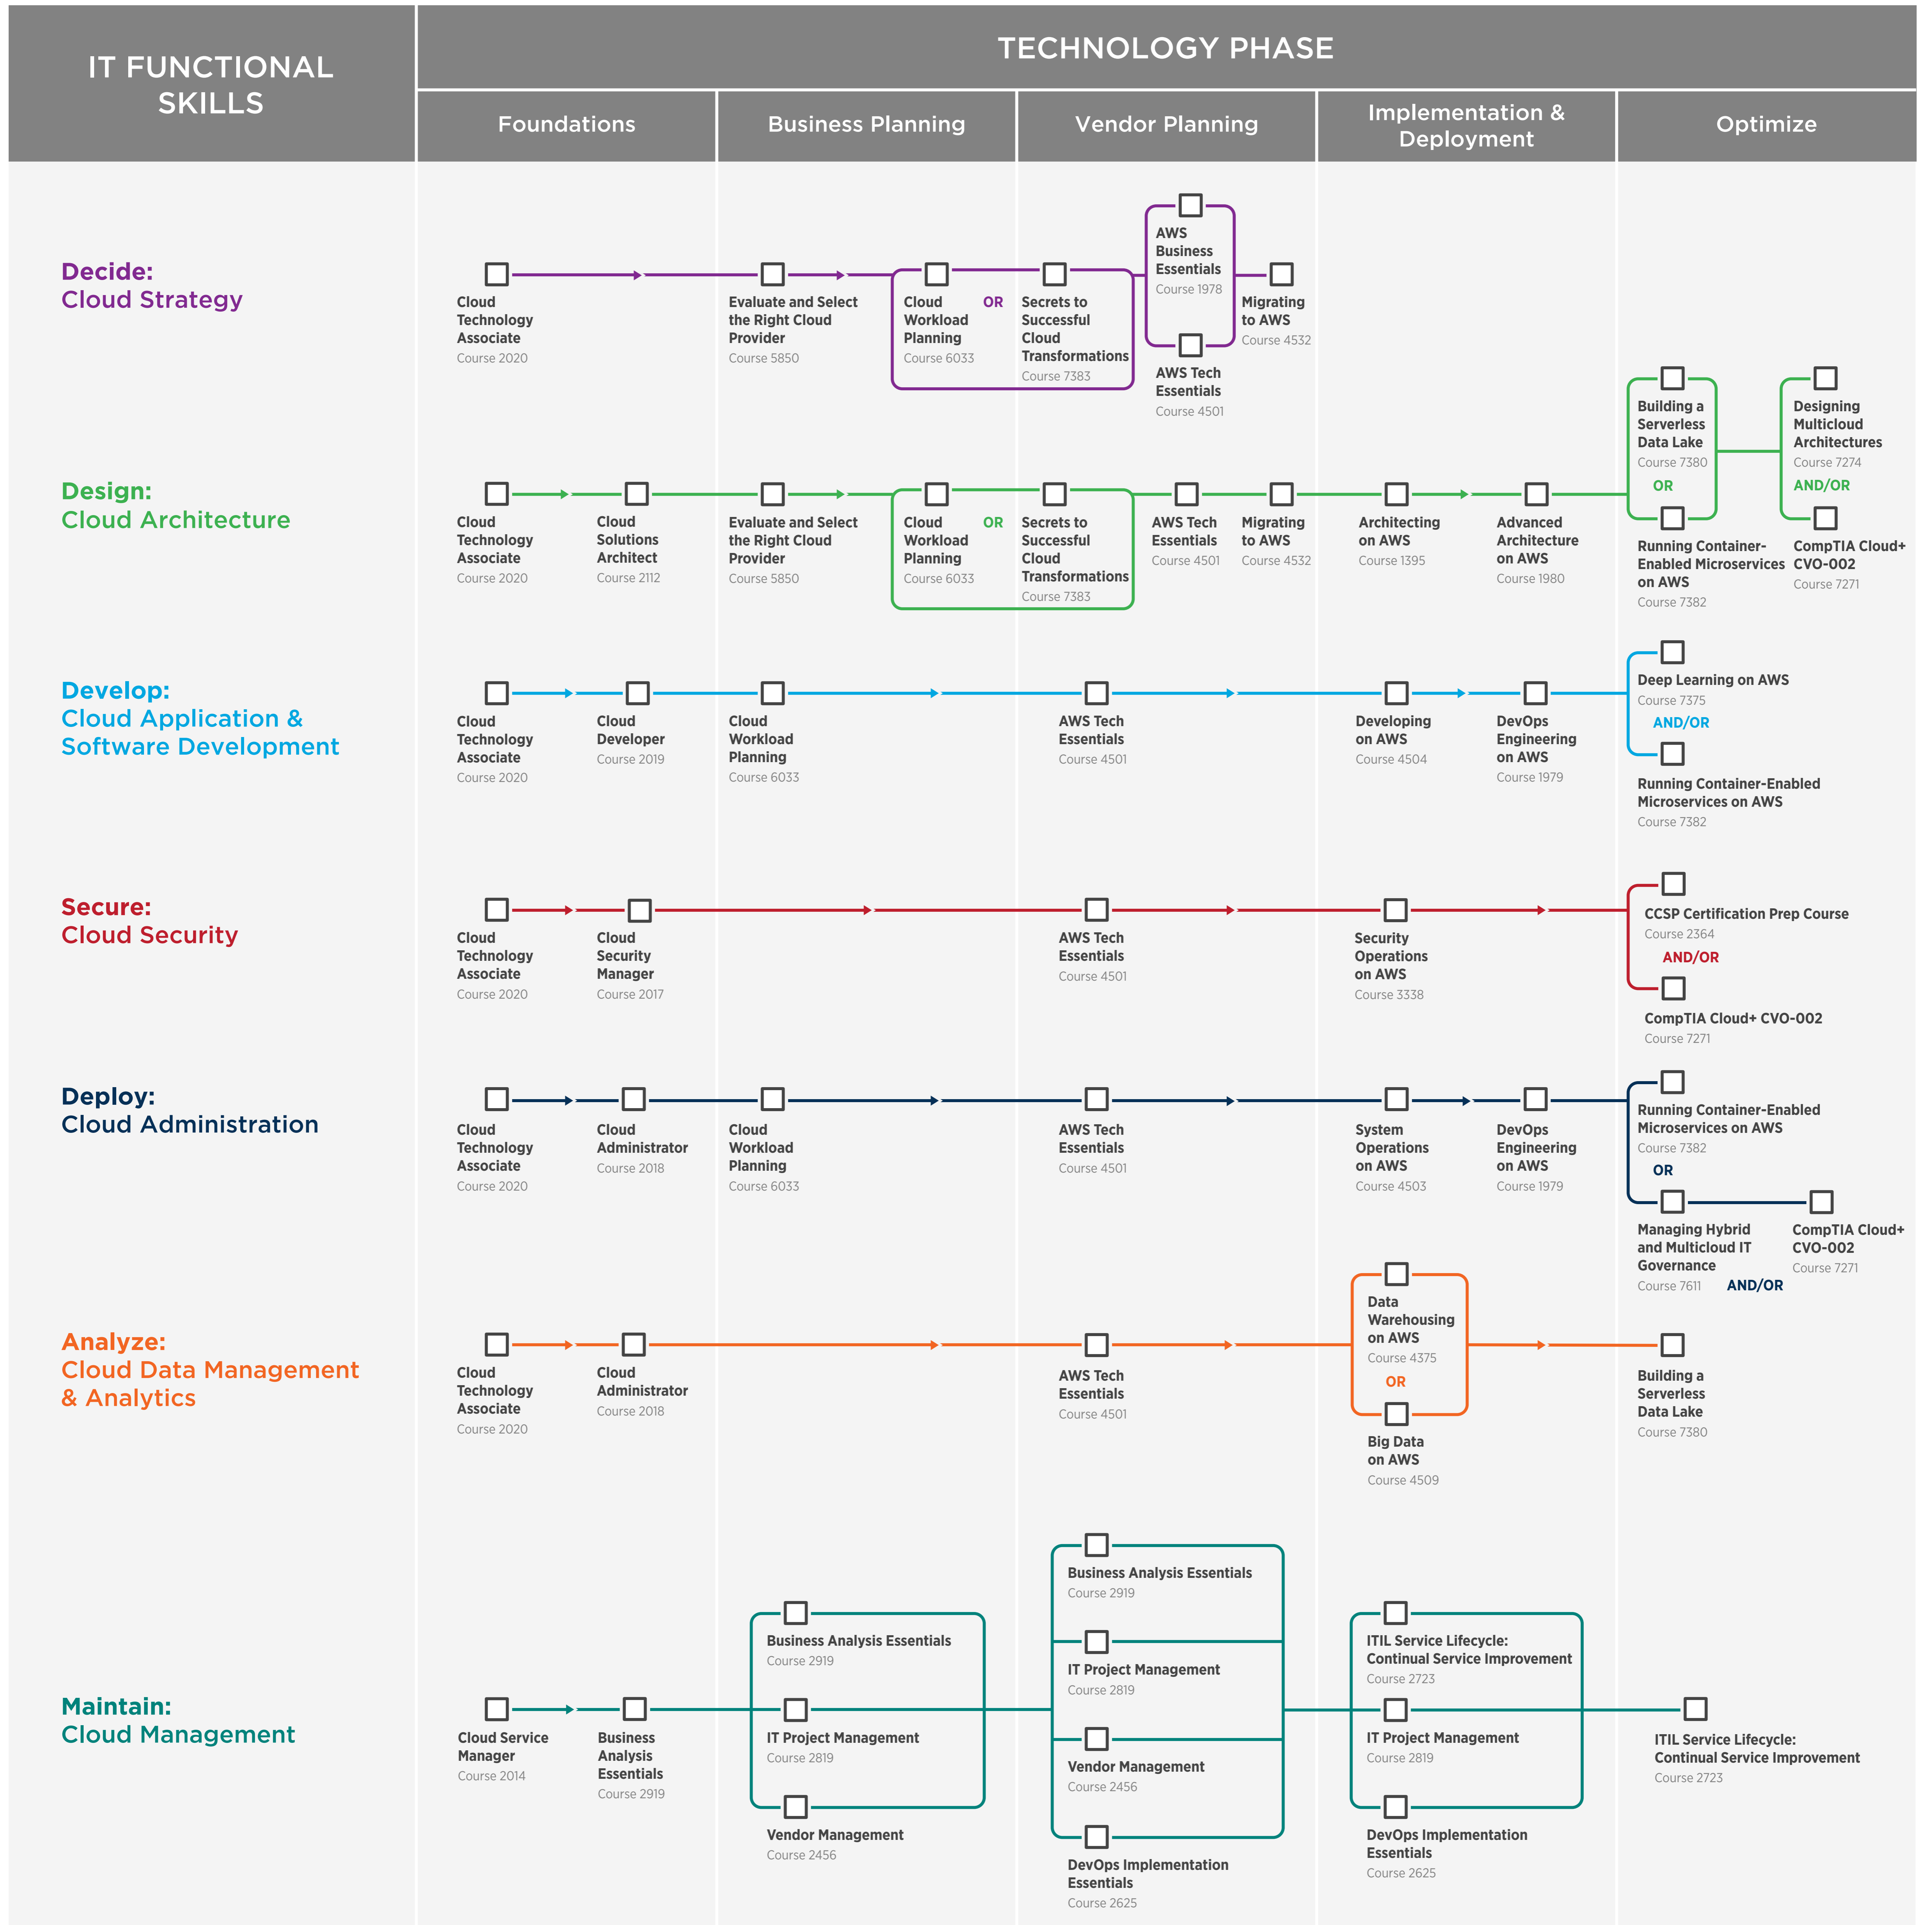 IT FUNCTIONAL
SKILLS
TECHNOLOGY PHASE
Foundations
Business Planning
Vendor Planning
Implementation &
Deployment
Optimize
Decide:
Cloud Strategy
Cloud
Technology
Associate
Course 2020
Evaluate and Select
the Right Cloud
Provider
Course 5850
Cloud
Workload
Planning
Course 6033
OR
Secrets to
Successful
Cloud
Transformations
Course 7383
AWS
Business
Essentials
Course 1978
AWS Tech
Essentials
Course 4501
Migrating
to AWS
Course 4532
Design:
Cloud Architecture
Cloud
Technology
Associate
Course 2020
Cloud
Solutions
Architect
Course 2112
Evaluate and Select
the Right Cloud
Provider
Course 5850
Cloud
Workload
Planning
Course 6033
OR
Secrets to
Successful
Cloud
Transformations
Course 7383
AWS Tech
Essentials
Course 4501
Migrating
to AWS
Course 4532
Architecting
on AWS
Course 1395
Advanced
Architecture
on AWS
Course 1980
Building a
Serverless
Data Lake
Course 7380
OR
Running Container-
Enabled Microservices
on AWS
Course 7382
Designing
Multicloud
Architectures
Course 7274
AND/OR
CompTIA Cloud+
CVO-002
Course 7271
Develop:
Cloud Application &
Software Development
Cloud
Technology
Associate
Course 2020
Cloud
Developer
Course 2019
Cloud
Workload
Planning
Course 6033
AWS Tech
Essentials
Course 4501
Developing
on AWS
Course 4504
DevOps
Engineering
on AWS
Course 1979
Deep Learning on AWS
Course 7375
AND/OR
Running Container-Enabled
Microservices on AWS
Course 7382
Secure:
Cloud Security
Cloud
Technology
Associate
Course 2020
Cloud
Security
Manager
Course 2017
AWS Tech
Essentials
Course 4501
Security
Operations
on AWS
Course 3338
CCSP Certification Prep Course
Course 2364
AND/OR
CompTIA Cloud+ CVO-002
Course 7271
Deploy:
Cloud Administration
Cloud
Technology
Associate
Course 2020
Cloud
Administrator
Course 2018
Cloud
Workload
Planning
Course 6033
AWS Tech
Essentials
Course 4501
System
Operations
on AWS
Course 4503
DevOps
Engineering
on AWS
Course 1979
Running Container-Enabled
Microservices on AWS
Course 7382
OR
Managing Hybrid
and Multicloud IT
Governance
Course 7611
AND/OR
CompTIA Cloud+
CVO-002
Course 7271
Analyze:
Cloud Data Management
& Analytics
Cloud
Technology
Associate
Course 2020
Cloud
Administrator
Course 2018
AWS Tech
Essentials
Course 4501
Data
Warehousing
on AWS
Course 4375
OR
Big Data
on AWS
Course 4509
Building a
Serverless
Data Lake
Course 7380
Maintain:
Cloud Management
Cloud Service
Manager
Course 2014
Business
Analysis
Essentials
Course 2919
Business Analysis Essentials
Course 2919
IT Project Management
Course 2819
Vendor Management
Course 2456
Business Analysis Essentials
Course 2919
IT Project Management
Course 2819
Vendor Management
Course 2456
DevOps Implementation
Essentials
Course 2625
ITIL Service Lifecycle:
Continual Service Improvement
Course 2723
IT Project Management
Course 2819
DevOps Implementation
Essentials
Course 2625
ITIL Service Lifecycle:
Continual Service Improvement
Course 2723